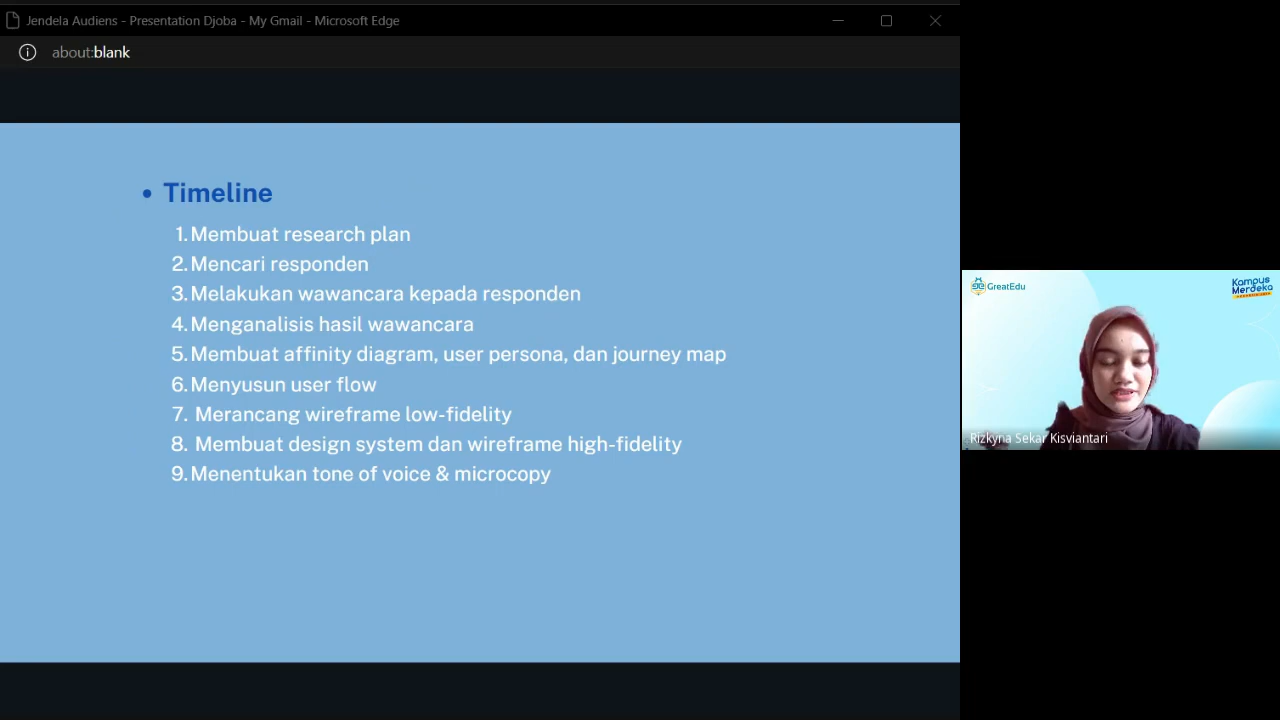 Jendela Audiens - Presentation Djoba - My Gmail - Microsoft Edge
about:blank
• Timeline
1. Membuat research plan
2. Mencari responden
3. Melakukan wawancara kepada responden
4. Menganalisis hasil wawancara
5. Membuat affinity diagram, user persona, dan journey map
6. Menyusun user flow
7. Merancang wireframe low-fidelity
8. Membuat design system dan wireframe high-fidelity
9. Menentukan tone of voice & microcopy
GreatEdu
Kampus
Merdeka
Rizkyna Sekar Kisviantari